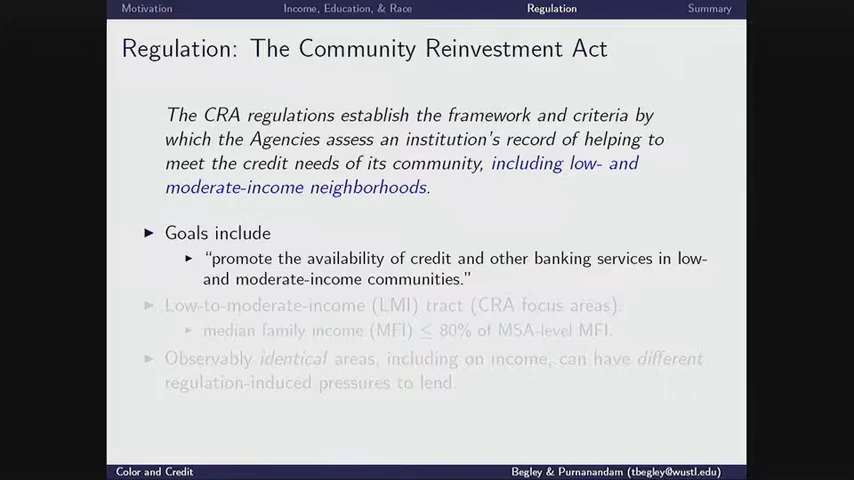 Motivation Income, Education, & Race Regulation Summary
Regulation: The Community Reinvestment Act
The CRA regulations establish the framework and criteria by
which the Agencies assess an institution's record of helping to
meet the credit needs of its community, including low- and
moderate-income neighborhoods.
▶ Goals include
▶ "promote the availability of credit and other banking services in low-
and moderate-income communities."
▶ Low-to-moderate-income (LMI) tract (CRA focus areas):
▶ median family income (MFI) ≤ 80% of MSA-level MFI.
▶ Observably identical areas, including on income, can have different
regulation-induced pressures to lend.
Color and Credit Begley & Purnanandam (tbegley@wustl.edu)